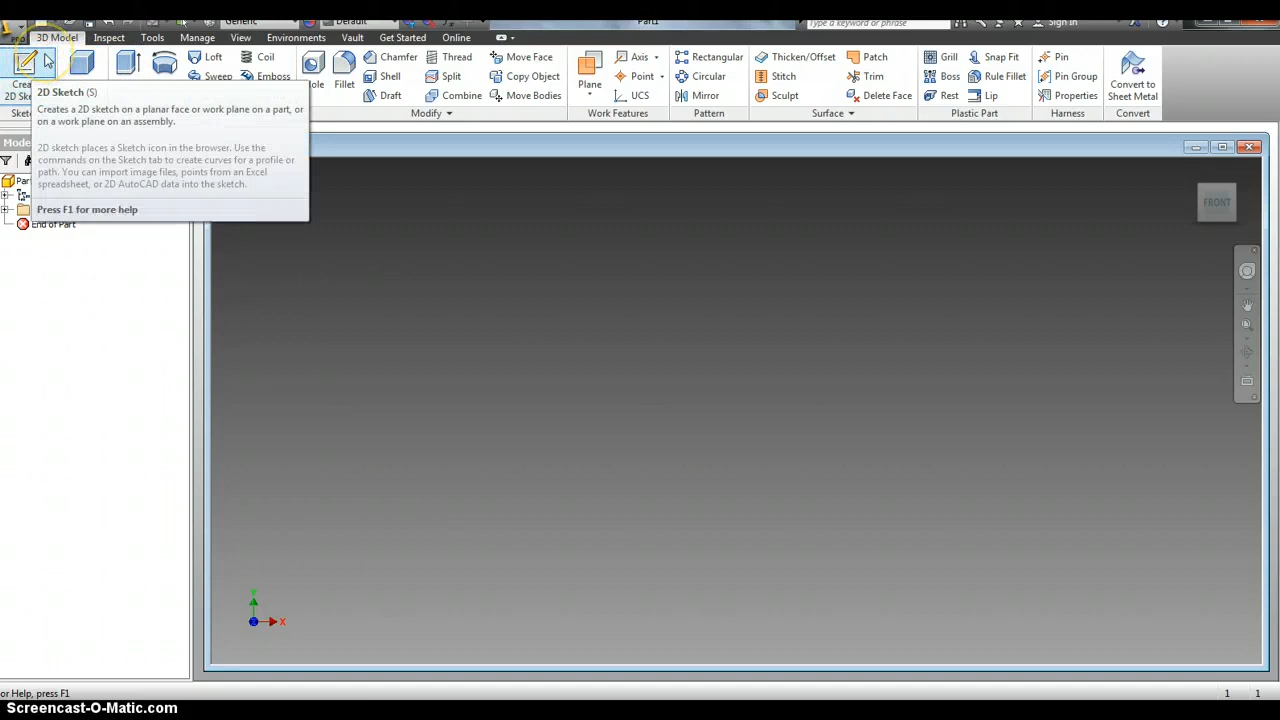 Generic Default Part1 Type a keyword or phrase Sign In
PRO 3D Model Inspect Tools View Environments Manage Vault Get Started Online
Loft Coil Chamfer Thread Move Face Axis Rectangular Thicken/Offset Patch Grill Snap Fit Pin
Sweep Emboss Shell Split Copy Object Point Circular Stitch Trim Boss Rule Fillet Pin Group
Fillet Draft Combine Move Bodies Plane UCS Mirror Sculpt Delete Face Rest Lip Properties Convert to
Sheet Metal
Modify Work Features Pattern Surface Plastic Part Harness Convert
2D Sketch (S)
Creates a 2D sketch on a planar face or work plane on a part, or
on a work plane on an assembly.
2D sketch places a Sketch icon in the browser. Use the
commands on the Sketch tab to create curves for a profile or
path. You can import image files, points from an Excel
spreadsheet, or 2D AutoCAD data into the sketch.
Press F1 for more help
End of Part
FRONT
Y
X
or Help, press F1 1 1
Screencast-O-Matic.com